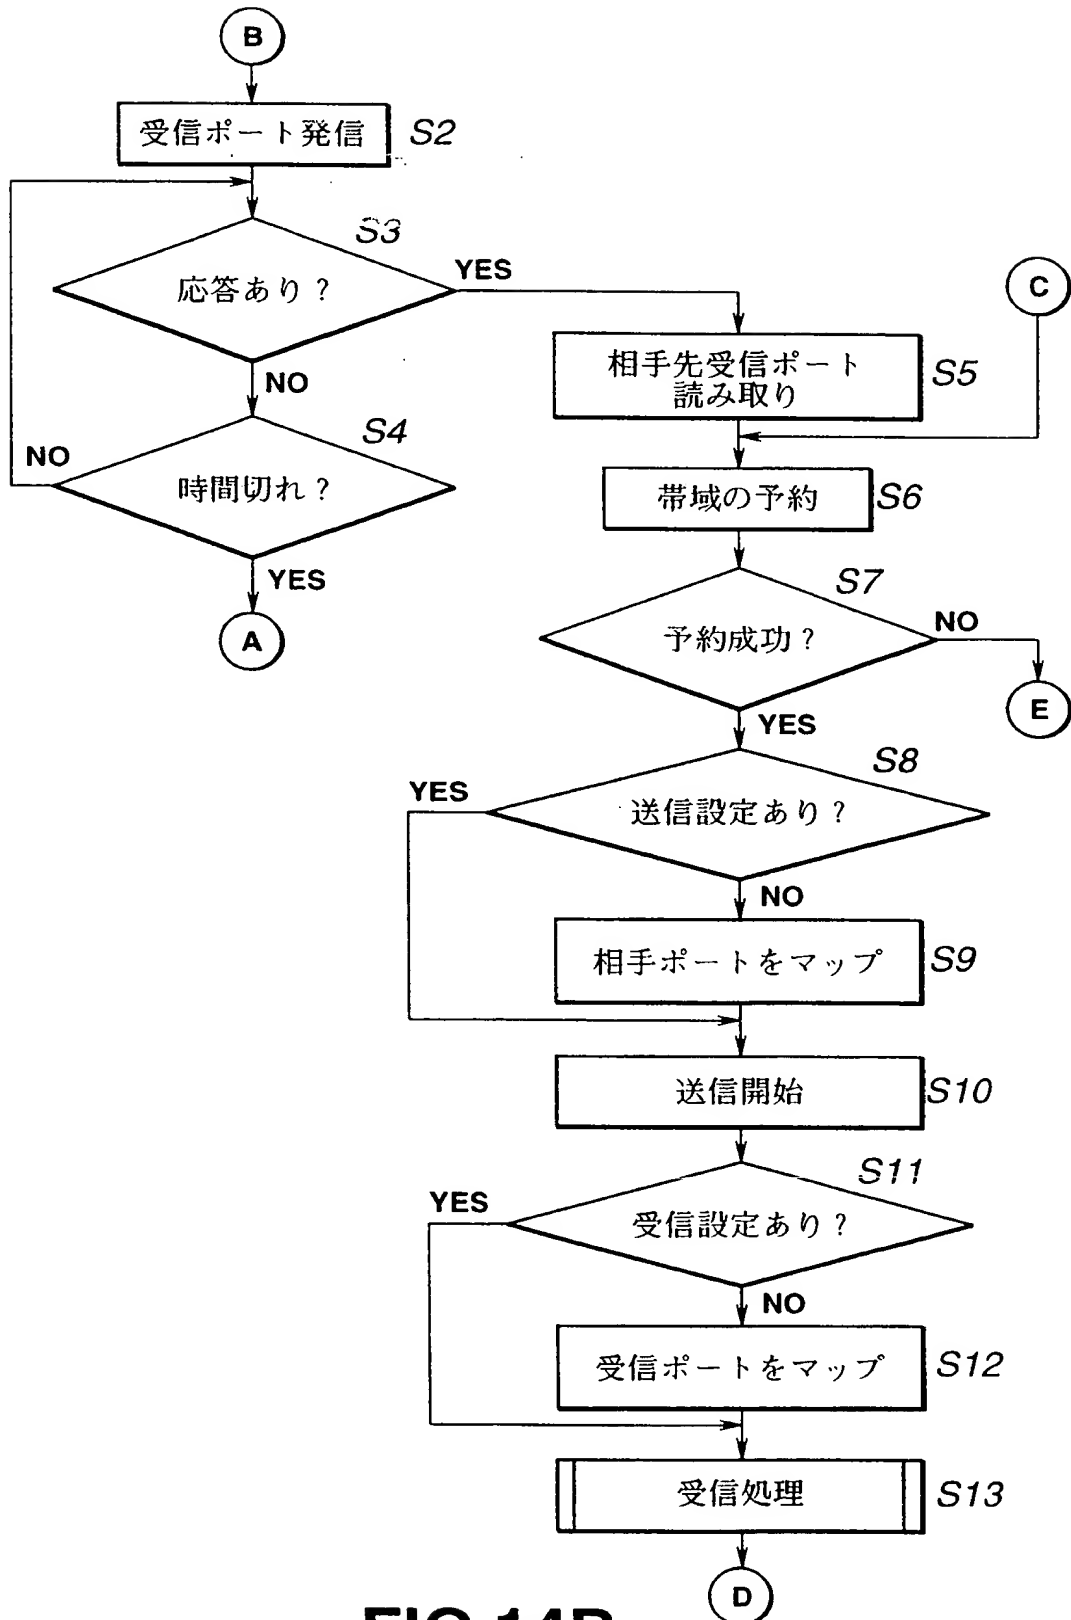 B
受信ポート発信
S2
S3
応答あり？
YES
NO
S4
時間切れ？
NO
YES
A
C
相手先受信ポート
読み取り
S5
帯域の予約
S6
S7
予約成功？
NO
E
YES
S8
送信設定あり？
YES
NO
相手ポートをマップ
S9
送信開始
S10
S11
受信設定あり？
YES
NO
受信ポートをマップ
S12
受信処理
S13
D
FIG.14B